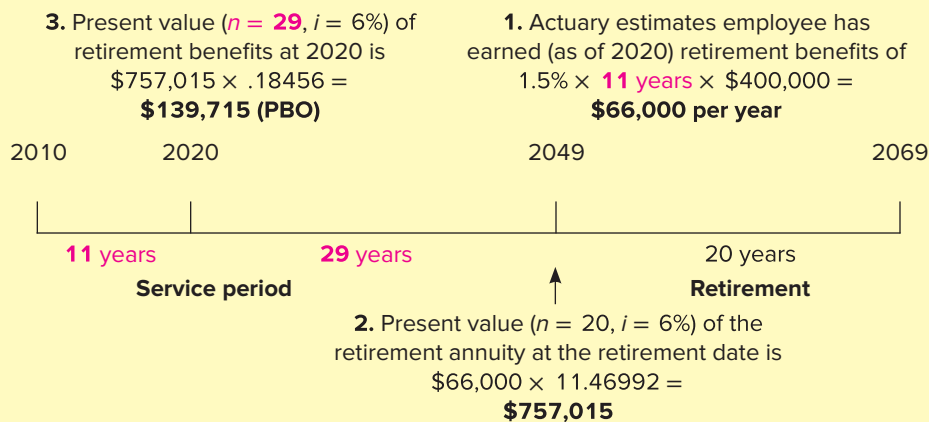 3. Present value (n = 29, i = 6%) of
retirement benefits at 2020 is
$757,015 × .18456 =
$139,715 (PBO)
1. Actuary estimates employee has
earned (as of 2020) retirement benefits of
1.5% × 11 years × $400,000 =
$66,000 per year
2010 2020 2049 2069
11 years 29 years 20 years
Service period Retirement
2. Present value (n = 20, i = 6%) of the
retirement annuity at the retirement date is
$66,000 × 11.46992 =
$757,015